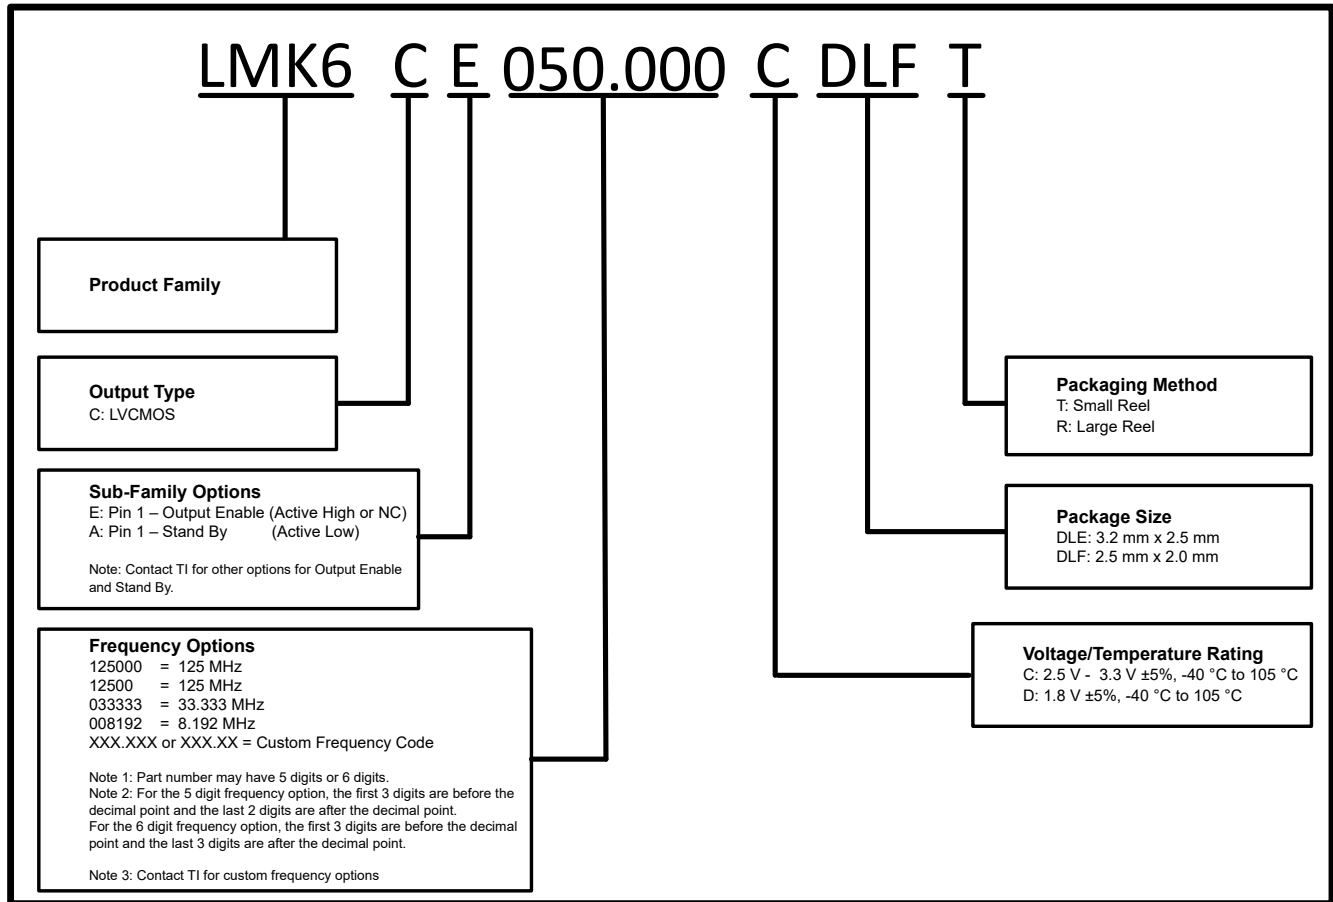 LMK6 C E 050.000 C DLF T
Product Family
Output Type
C: LVCMOS
Sub-Family Options
E: Pin 1 – Output Enable (Active High or NC)
A: Pin 1 – Stand By (Active Low)
Note: Contact TI for other options for Output Enable
and Stand By.
Frequency Options
125000 = 125 MHz
12500 = 125 MHz
033333 = 33.333 MHz
008192 = 8.192 MHz
XXX.XXX or XXX.XX = Custom Frequency Code
Note 1: Part number may have 5 digits or 6 digits.
Note 2: For the 5 digit frequency option, the first 3 digits are before the
decimal point and the last 2 digits are after the decimal point.
For the 6 digit frequency option, the first 3 digits are before the decimal
point and the last 3 digits are after the decimal point.
Note 3: Contact TI for custom frequency options
Packaging Method
T: Small Reel
R: Large Reel
Package Size
DLE: 3.2 mm x 2.5 mm
DLF: 2.5 mm x 2.0 mm
Voltage/Temperature Rating
C: 2.5 V - 3.3 V ±5%, -40 °C to 105 °C
D: 1.8 V ±5%, -40 °C to 105 °C